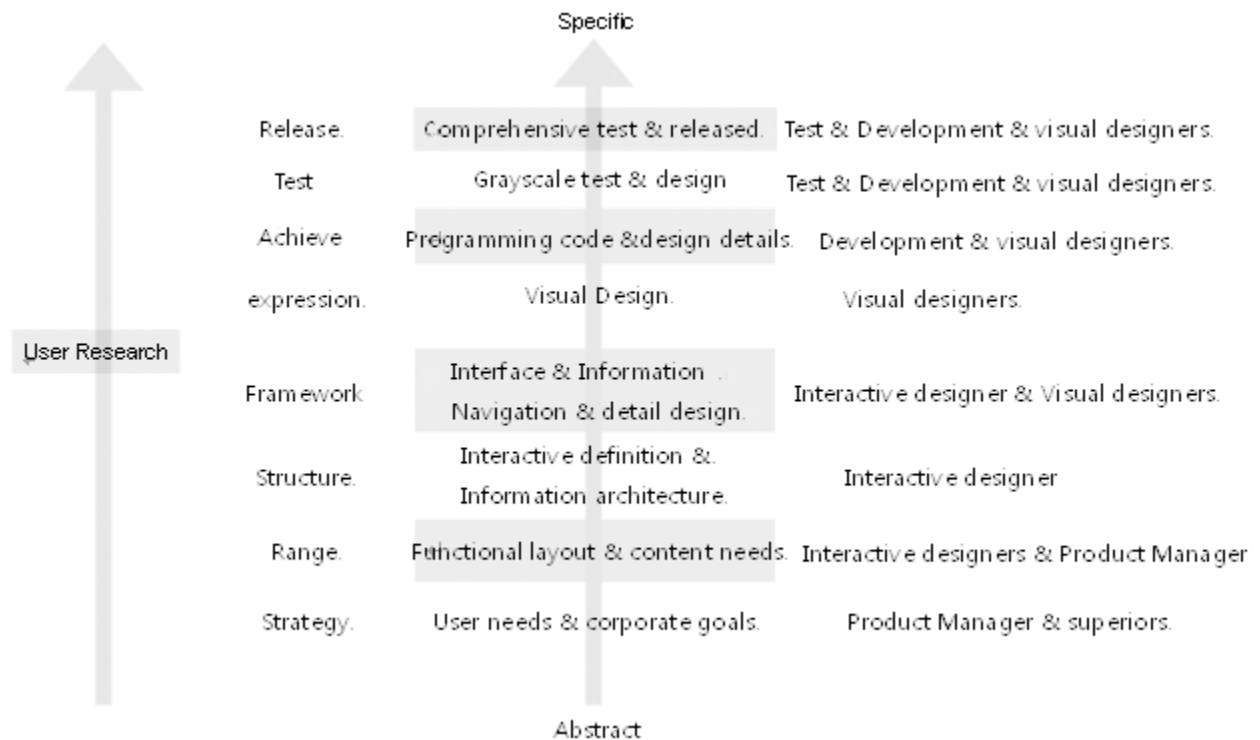 Specific
Release. Comprehensive test & released. Test & Development & visual designers.
Test Grayscale test & design Test & Development & visual designers.
Achieve Programming code &design details. Development & visual designers.
expression. Visual Design. Visual designers.
User Research
Framework Interface & Information . Interactive designer & Visual designers.
Navigation & detail design.
Structure. Interactive definition &. Interactive designer
Information architecture.
Range. Functional layout & content needs. Interactive designers & Product Manager
Strategy. User needs & corporate goals. Product Manager & superiors.
Abstract